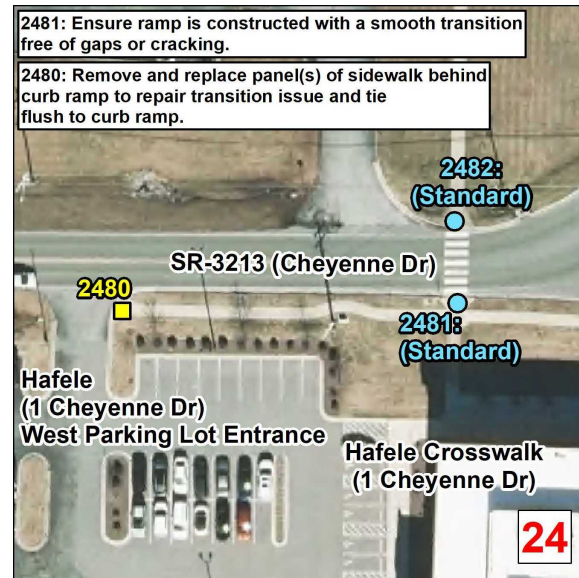 2481: Ensure ramp is constructed with a smooth transition
free of gaps or cracking.
2480: Remove and replace panel(s) of sidewalk behind
curb ramp to repair transition issue and tie
flush to curb ramp.
2482:
(Standard)
SR-3213 (Cheyenne Dr)
2480
2481:
(Standard)
Hafele
(1 Cheyenne Dr)
West Parking Lot Entrance
Hafele Crosswalk
(1 Cheyenne Dr)
24